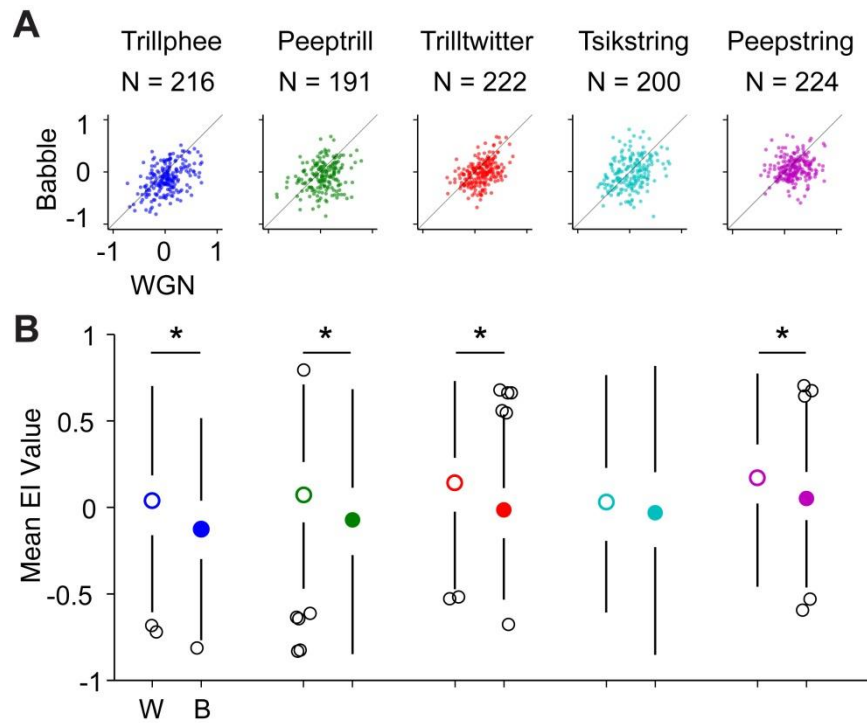 A
Trillphee Peeptrill Trilltwitter Tsikstring Peepstring
N = 216 N = 191 N = 222 N = 200 N = 224
1
0
-1
Babble
-1 0 1
WGN
B
* * * *
1
0.5
0
-0.5
-1
Mean EI Value
W B